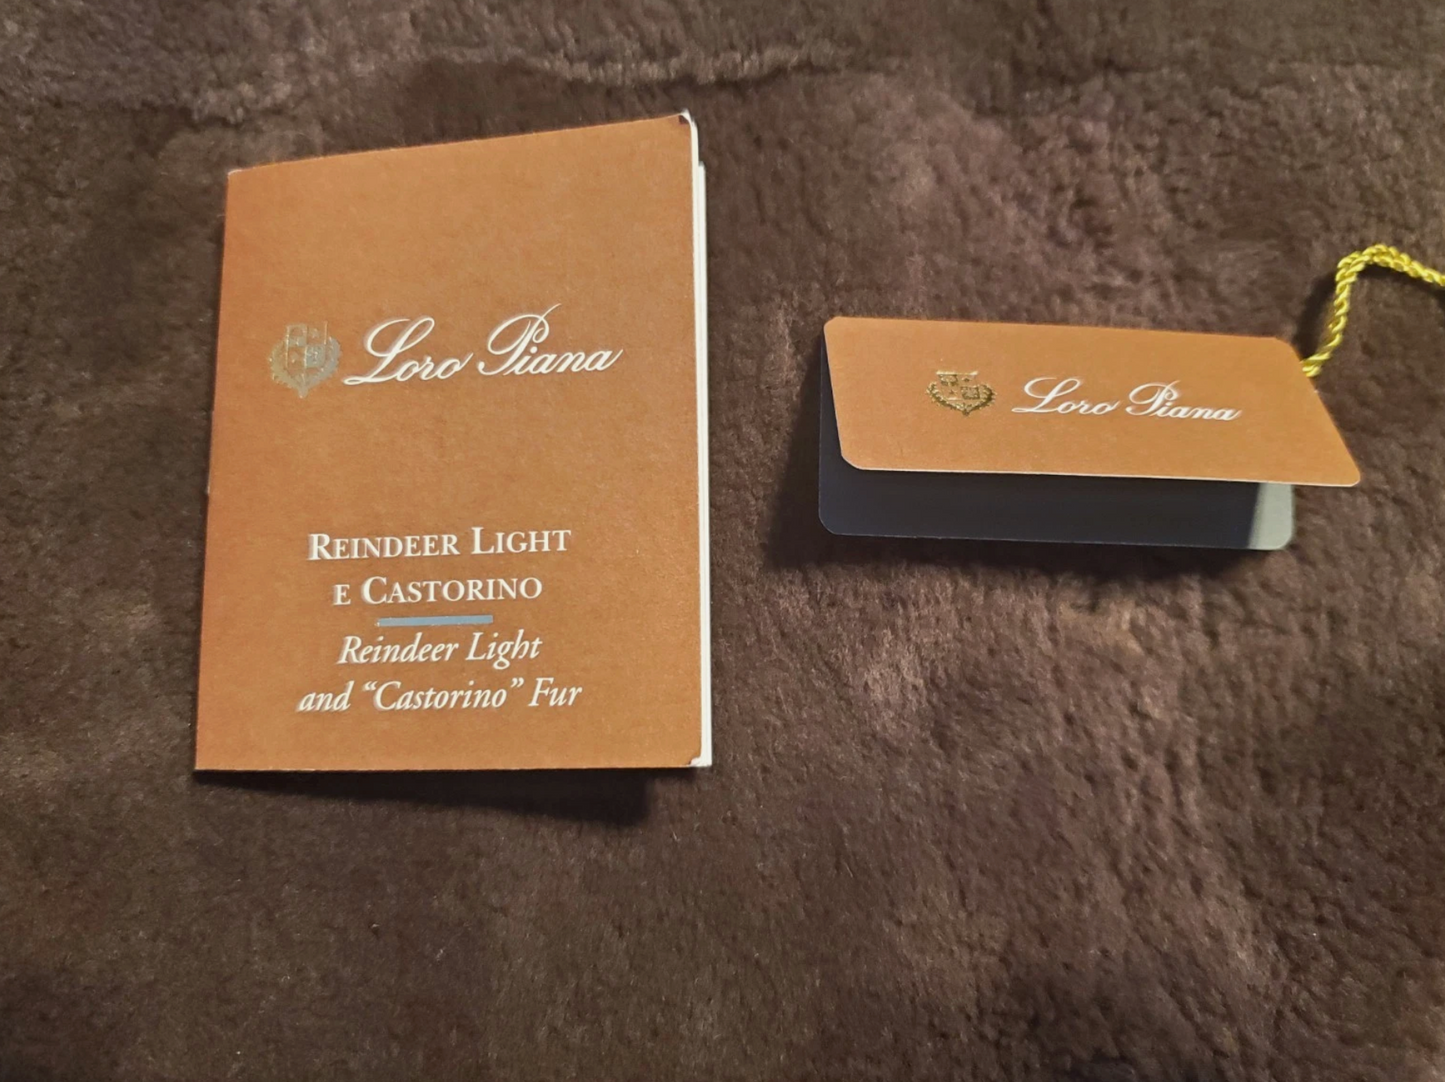 Loro Piana
REINDEER LIGHT
E CASTORINO
Reindeer Light
and “Castorino” Fur
Loro Piana